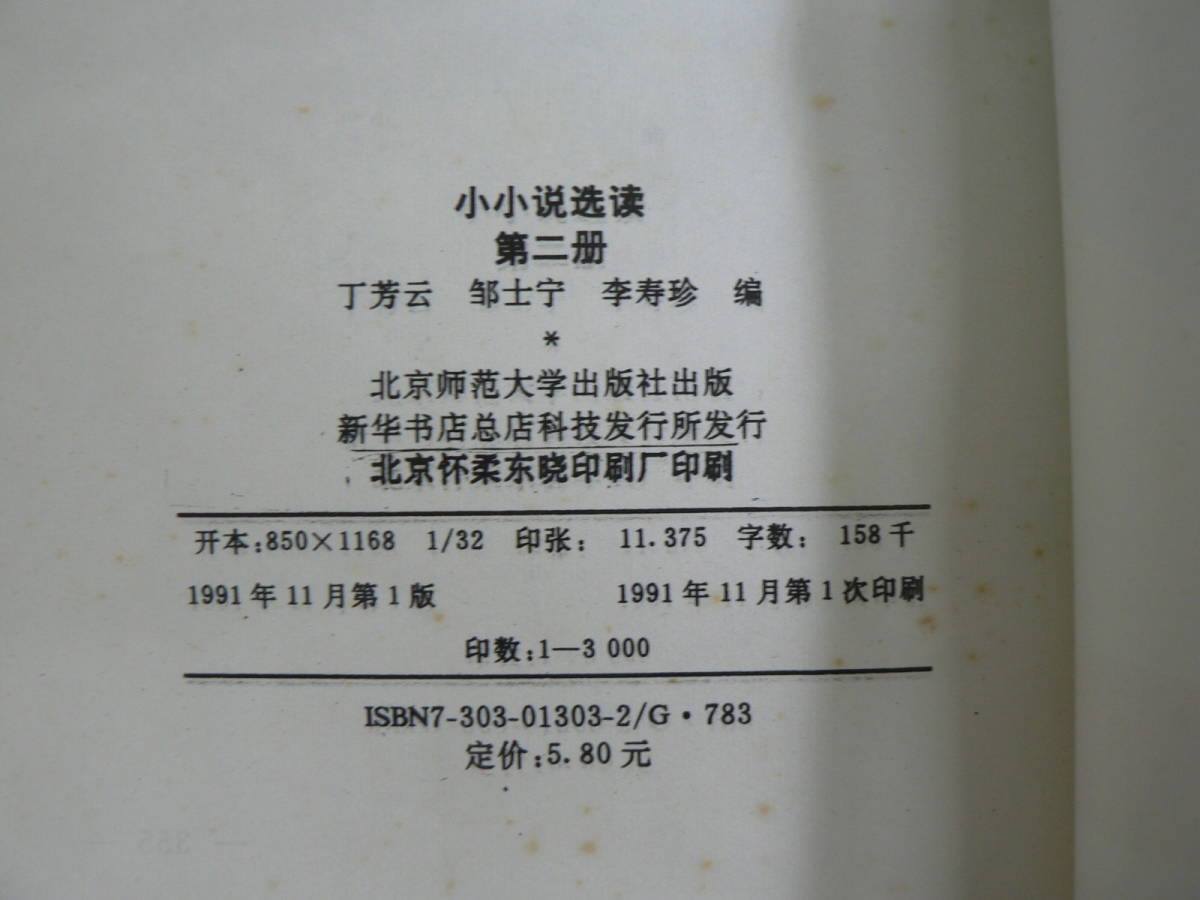 小小说选读
第二册
丁芳云 邹士宁 李寿珍 编
*
北京师范大学出版社出版
新华书店总店科技发行所发行
北京怀柔东晓印刷厂印刷
开本:850×1168 1/32 印张: 11.375 字数: 158千
1991年11月第1版 1991年11月第1次印刷
印数:1—3 000
ISBN7-303-01303-2/G·783
定价:5.80元